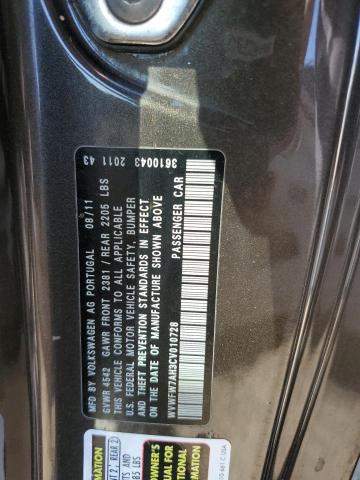 3610043 2011 43
MFD BY VOLKSWAGEN AG PORTUGAL 08/11
GVWR 4542 GAWR FRONT 2381 / REAR 2205 LBS
THIS VEHICLE CONFORMS TO ALL APPLICABLE
U.S. FEDERAL MOTOR VEHICLE SAFETY, BUMPER
AND THEFT PREVENTION STANDARDS IN EFFECT
ON THE DATE OF MANUFACTURE SHOWN ABOVE
PASSENGER CAR
WVWFW7AH3CV010728